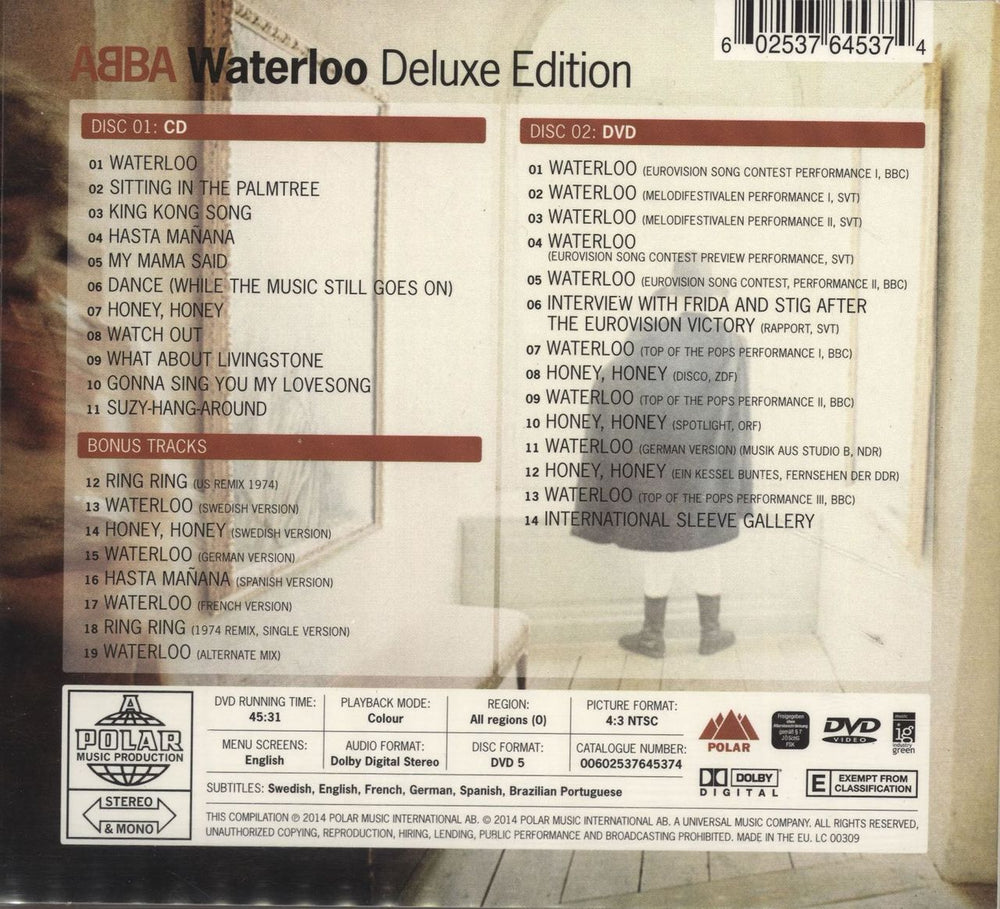 6 02537 64537 4
ABBA Waterloo Deluxe Edition
DISC 01: CD
01 WATERLOO
02 SITTING IN THE PALMTREE
03 KING KONG SONG
04 HASTA MAÑANA
05 MY MAMA SAID
06 DANCE (WHILE THE MUSIC STILL GOES ON)
07 HONEY, HONEY
08 WATCH OUT
09 WHAT ABOUT LIVINGSTONE
10 GONNA SING YOU MY LOVESONG
11 SUZY-HANG-AROUND
BONUS TRACKS
12 RING RING (US REMIX 1974)
13 WATERLOO (SWEDISH VERSION)
14 HONEY, HONEY (SWEDISH VERSION)
15 WATERLOO (GERMAN VERSION)
16 HASTA MAÑANA (SPANISH VERSION)
17 WATERLOO (FRENCH VERSION)
18 RING RING (1974 REMIX, SINGLE VERSION)
19 WATERLOO (ALTERNATE MIX)
DISC 02: DVD
01 WATERLOO (EUROVISION SONG CONTEST PERFORMANCE I, BBC)
02 WATERLOO (MELODIFESTIVALEN PERFORMANCE I, SVT)
03 WATERLOO (MELODIFESTIVALEN PERFORMANCE II, SVT)
04 WATERLOO
(EUROVISION SONG CONTEST PREVIEW PERFORMANCE, SVT)
05 WATERLOO (EUROVISION SONG CONTEST, PERFORMANCE II, BBC)
06 INTERVIEW WITH FRIDA AND STIG AFTER
THE EUROVISION VICTORY (RAPPORT, SVT)
07 WATERLOO (TOP OF THE POPS PERFORMANCE I, BBC)
08 HONEY, HONEY (DISCO, ZDF)
09 WATERLOO (TOP OF THE POPS PERFORMANCE II, BBC)
10 HONEY, HONEY (SPOTLIGHT, ORF)
11 WATERLOO (GERMAN VERSION) (MUSIK AUS STUDIO B, NDR)
12 HONEY, HONEY (EIN KESSEL BUNTES, FERNSEHEN DER DDR)
13 WATERLOO (TOP OF THE POPS PERFORMANCE III, BBC)
14 INTERNATIONAL SLEEVE GALLERY
A
POLAR
MUSIC PRODUCTION
STEREO
& MONO
DVD RUNNING TIME:
45:31
PLAYBACK MODE:
Colour
REGION:
All regions (0)
PICTURE FORMAT:
4:3 NTSC
MENU SCREENS:
English
AUDIO FORMAT:
Dolby Digital Stereo
DISC FORMAT:
DVD 5
CATALOGUE NUMBER:
00602537645374
SUBTITLES: Swedish, English, French, German, Spanish, Brazilian Portuguese
THIS COMPILATION ℗ 2014 POLAR MUSIC INTERNATIONAL AB. © 2014 POLAR MUSIC INTERNATIONAL AB. A UNIVERSAL MUSIC COMPANY. ALL RIGHTS RESERVED,
UNAUTHORIZED COPYING, REPRODUCTION, HIRING, LENDING, PUBLIC PERFORMANCE AND BROADCASTING PROHIBITED. MADE IN THE EU. LC 00309
POLAR
Freigegeben
ohne
Altersbeschränkung
gemäß § 7
JÖSchG
FSK
DVD
VIDEO
music
ig
industry
green
DOLBY
DIGITAL
E EXEMPT FROM
CLASSIFICATION